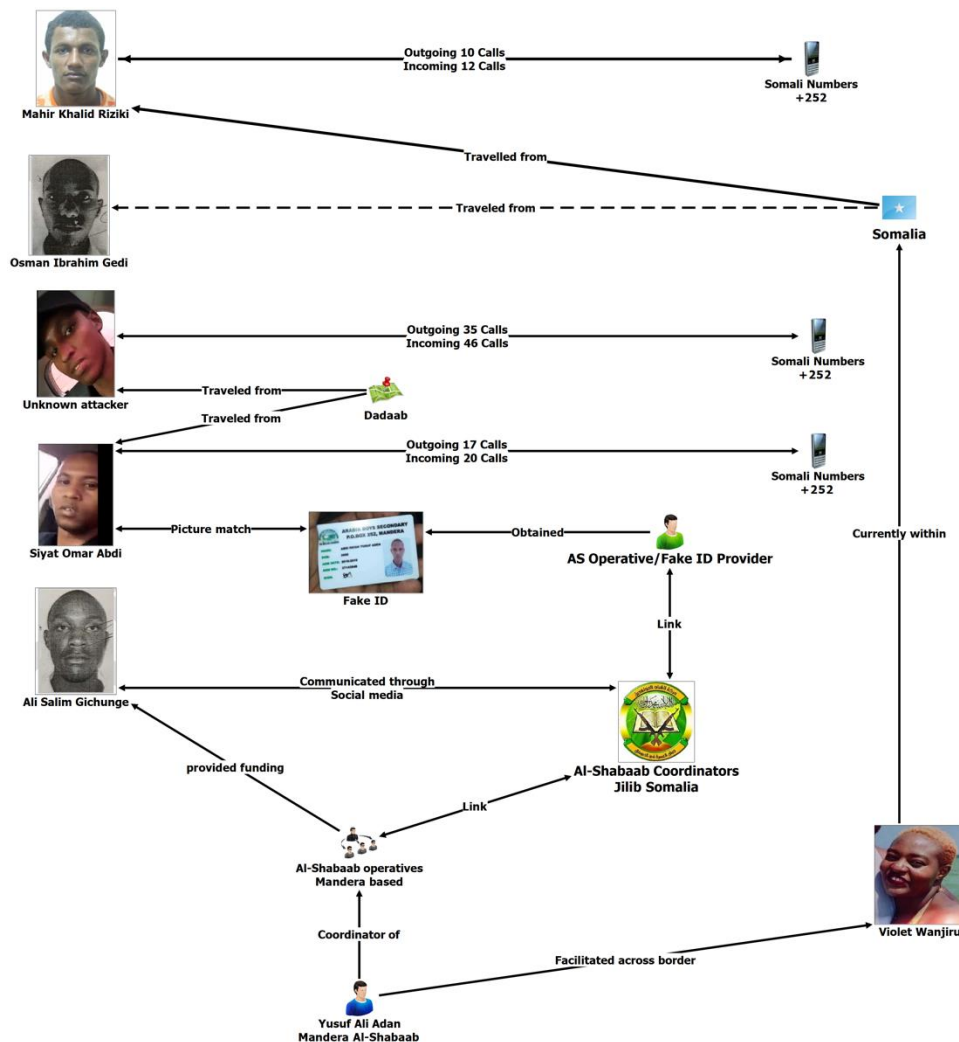 Outgoing 10 Calls
Incoming 12 Calls
Somali Numbers
+252
Mahir Khalid Riziki
Travelled from
Traveled from
Somalia
Osman Ibrahim Gedi
Outgoing 35 Calls
Incoming 46 Calls
Somali Numbers
+252
Traveled from
Unknown attacker
Dadaab
Traveled from
Outgoing 17 Calls
Incoming 20 Calls
Somali Numbers
+252
Siyat Omar Abdi
Picture match
Obtained
Currently within
AS Operative/Fake ID Provider
Fake ID
Link
Communicated through
Social media
Ali Salim Gichunge
provided funding
Al-Shabaab Coordinators
Jilib Somalia
Link
Al-Shabaab operatives
Mandera based
Violet Wanjiru
Coordinator of
Facilitated across border
Yusuf Ali Adan
Mandera Al-Shabaab